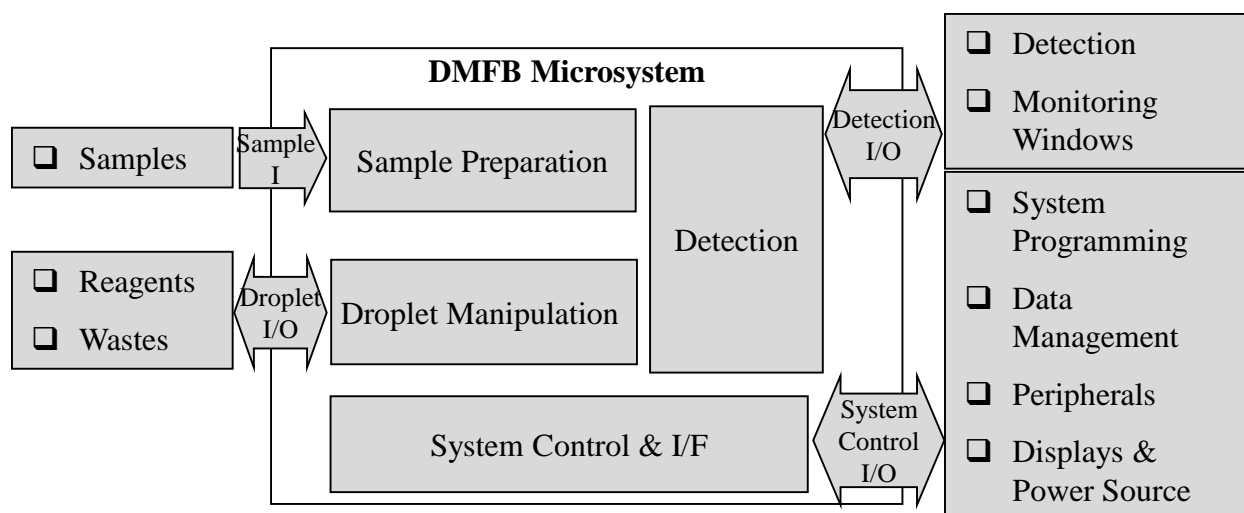 DMFB Microsystem
❑ Samples
Sample
I
Sample Preparation
❑ Reagents
❑ Wastes
Droplet
I/O
Droplet Manipulation
Detection
System Control & I/F
Detection
I/O
System
Control
I/O
❑ Detection
❑ Monitoring
Windows
❑ System
Programming
❑ Data
Management
❑ Peripherals
❑ Displays &
Power Source